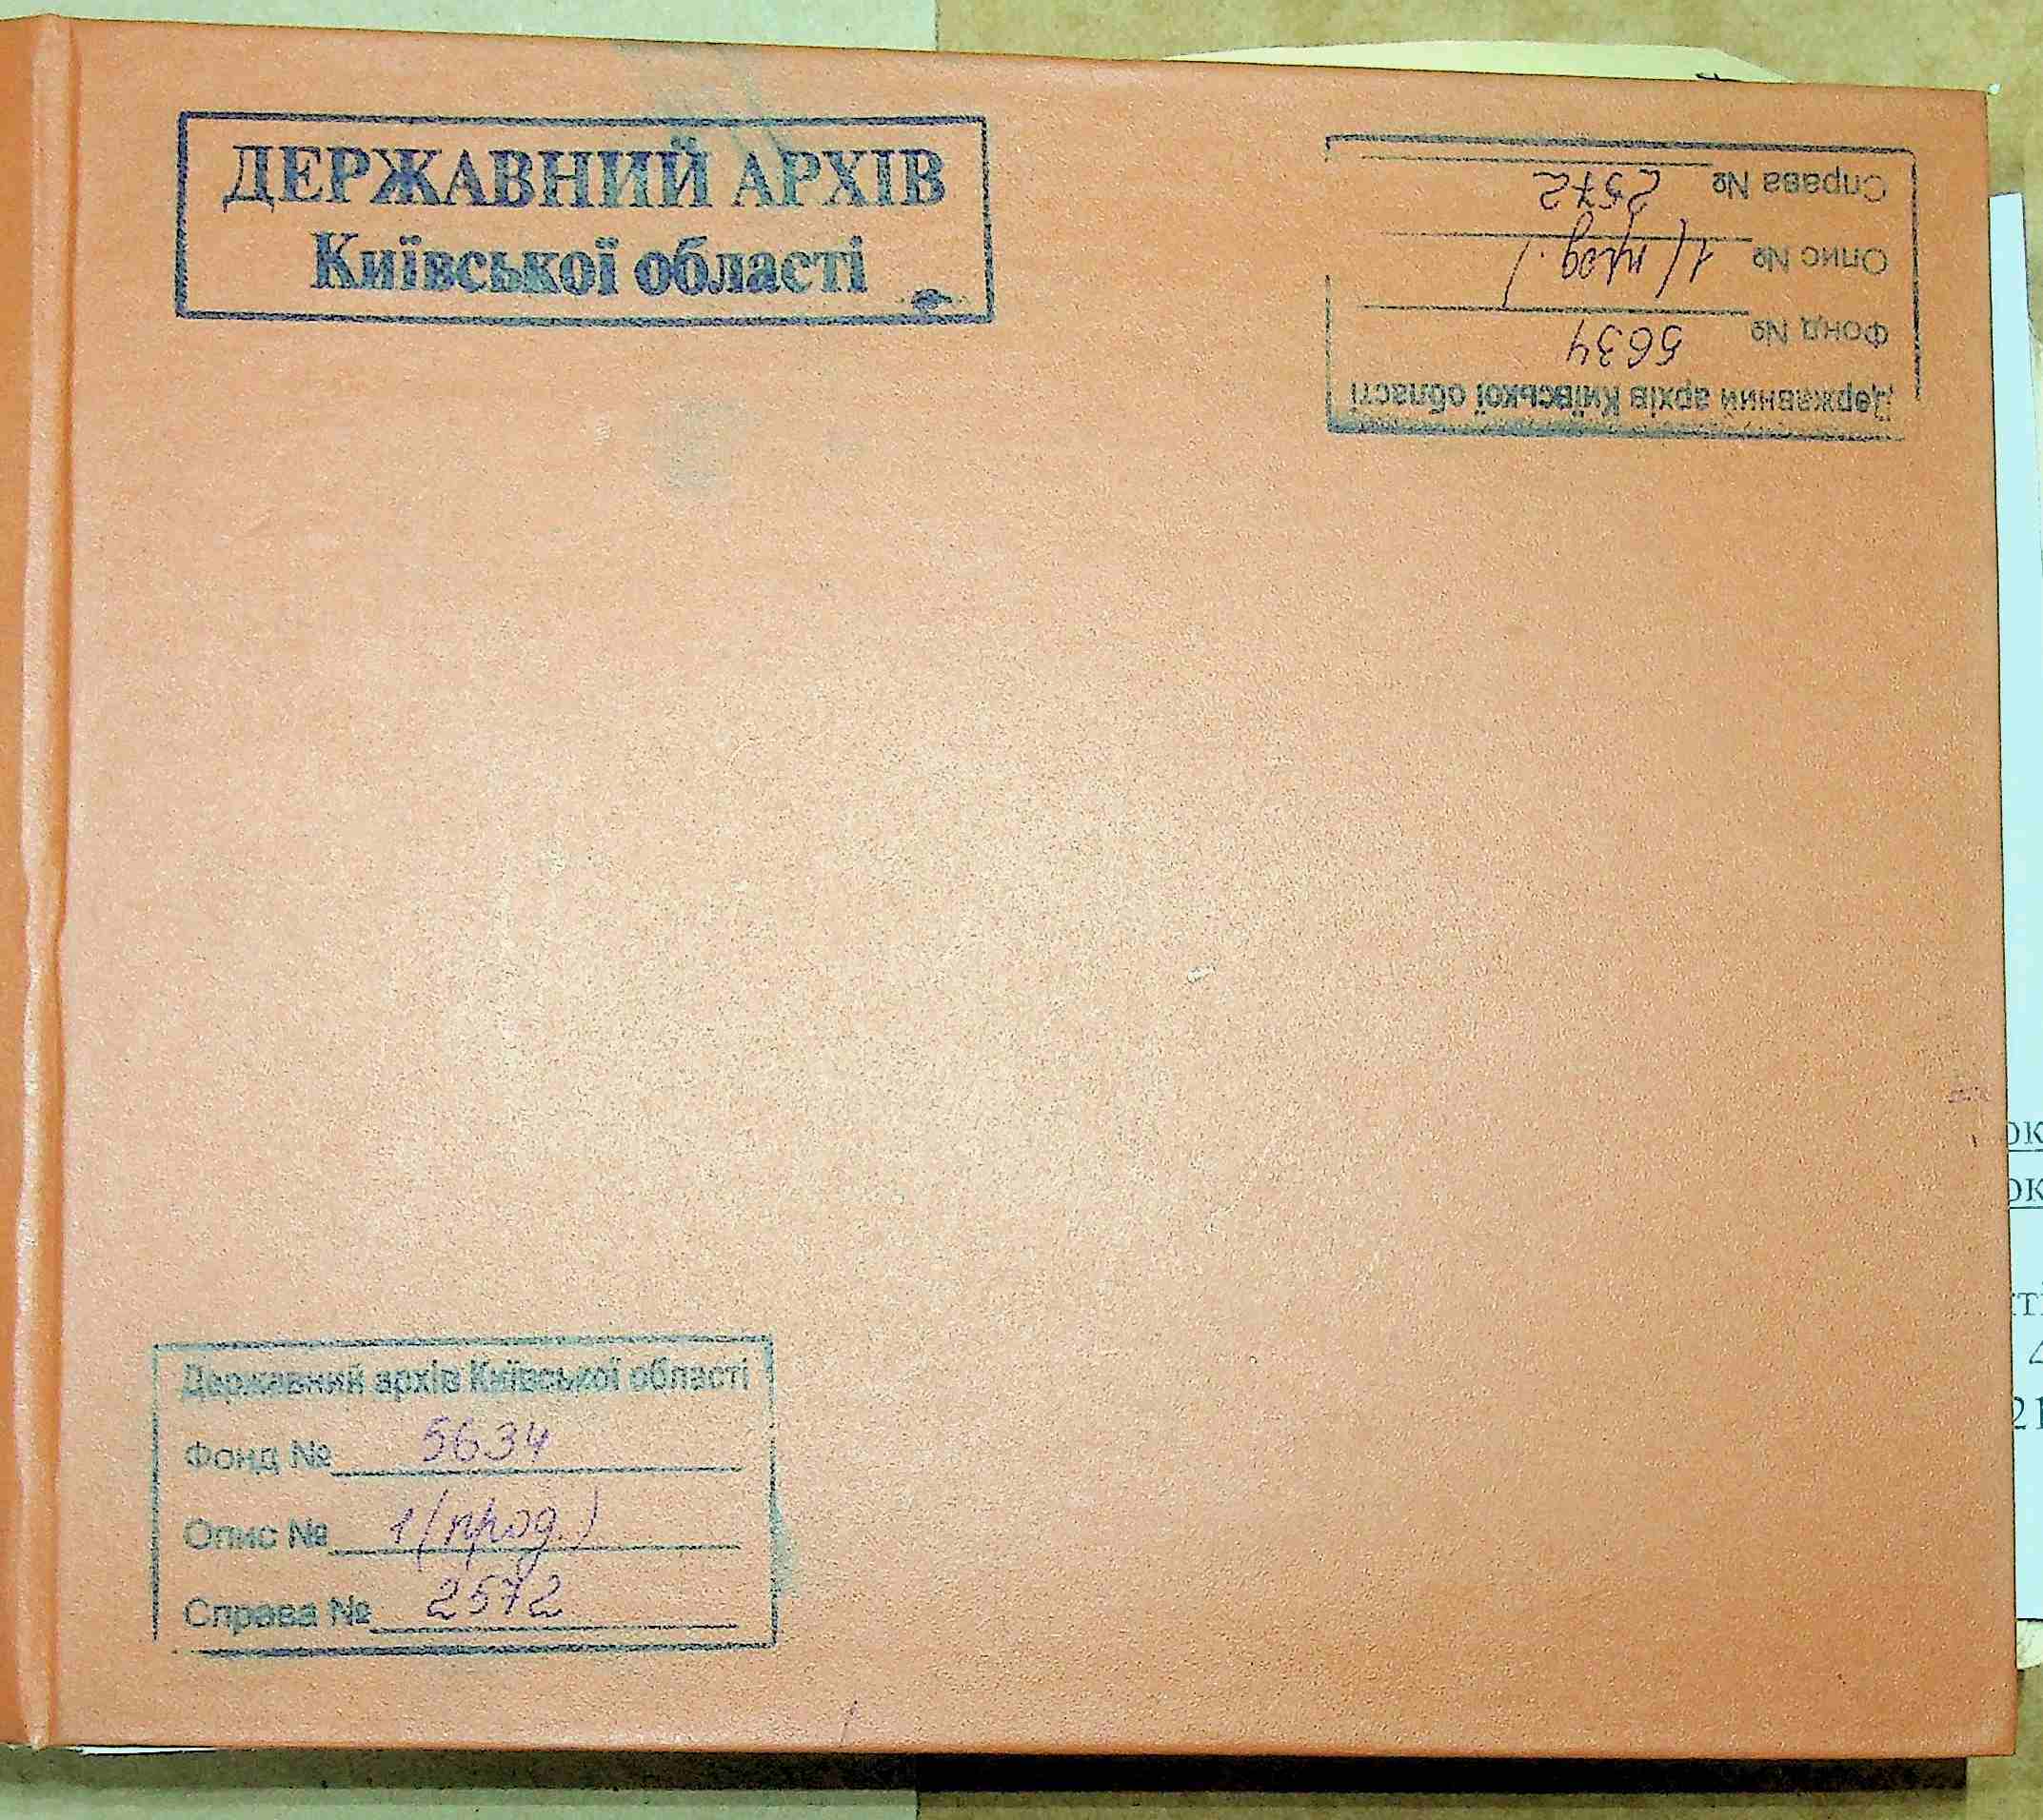 ДЕРЖАВНИЙ АРХІВ
Київської області
Державний архів Київської області
Фонд № 5634
Опис № 1 (прод.)
Справа № 2572
Державний архів Київської області
Фонд № 5634
Опис № 1 (прод.)
Справа № 2572
21